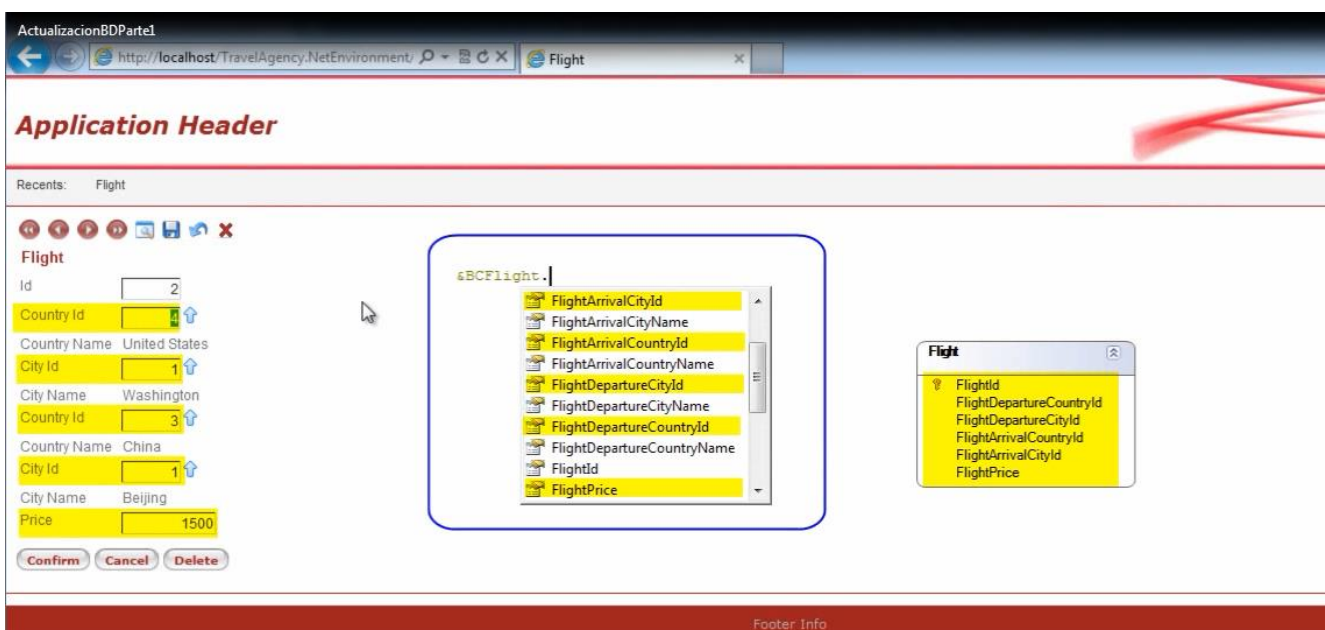 ActualizacionBDParte1
http://localhost/TravelAgency.NetEnvironment/
Flight
Application Header
Recents: Flight
Flight
Id 2
Country Id 4
Country Name United States
City Id 1
City Name Washington
Country Id 3
Country Name China
City Id 1
City Name Beijing
Price 1500
Confirm Cancel Delete
&BCFlight.
FlightArrivalCityId
FlightArrivalCityName
FlightArrivalCountryId
FlightArrivalCountryName
FlightDepartureCityId
FlightDepartureCityName
FlightDepartureCountryId
FlightDepartureCountryName
FlightId
FlightPrice
Flight
FlightId
FlightDepartureCountryId
FlightDepartureCityId
FlightArrivalCountryId
FlightArrivalCityId
FlightPrice
Footer Info